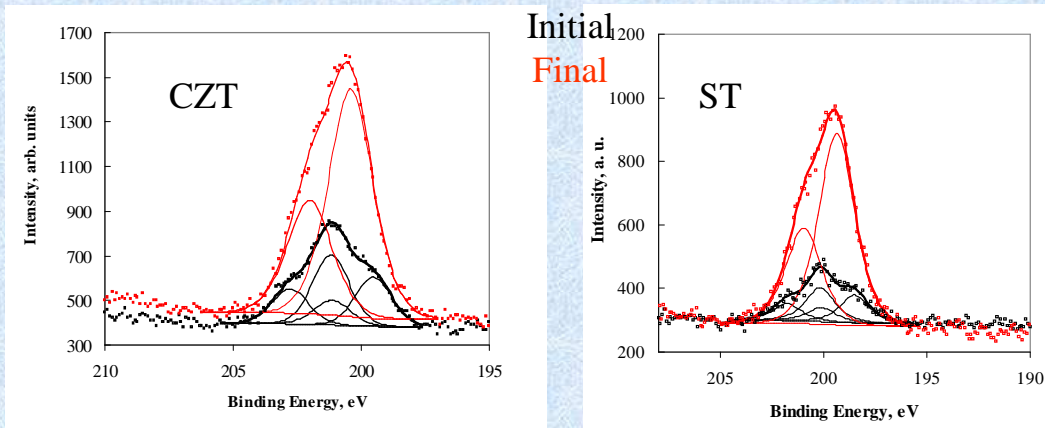 Initial
Final
CZT
1700
1500
1300
1100
900
700
500
300
Intensity, arb. units
210
205
200
195
Binding Energy, eV
ST
1200
1000
800
600
400
200
Intensity, a. u.
205
200
195
190
Binding Energy, eV